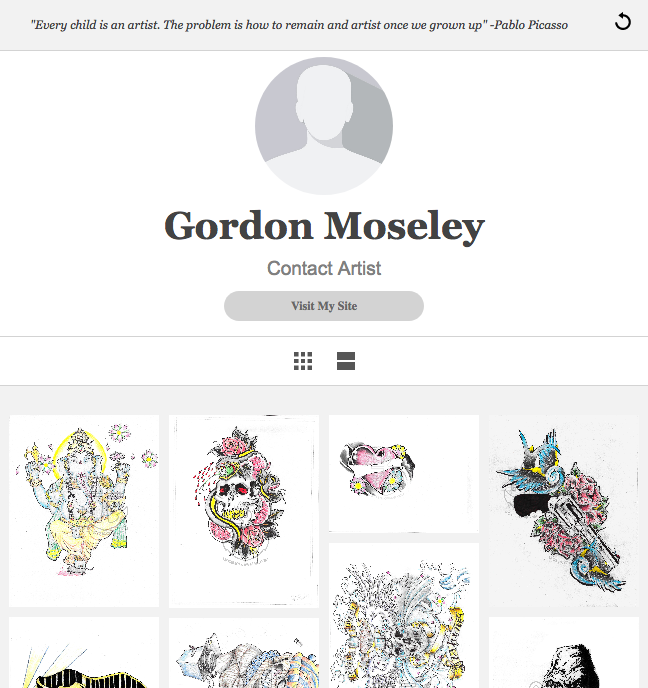 "Every child is an artist. The problem is how to remain and artist once we grown up" -Pablo Picasso
Gordon Moseley
Contact Artist
Visit My Site